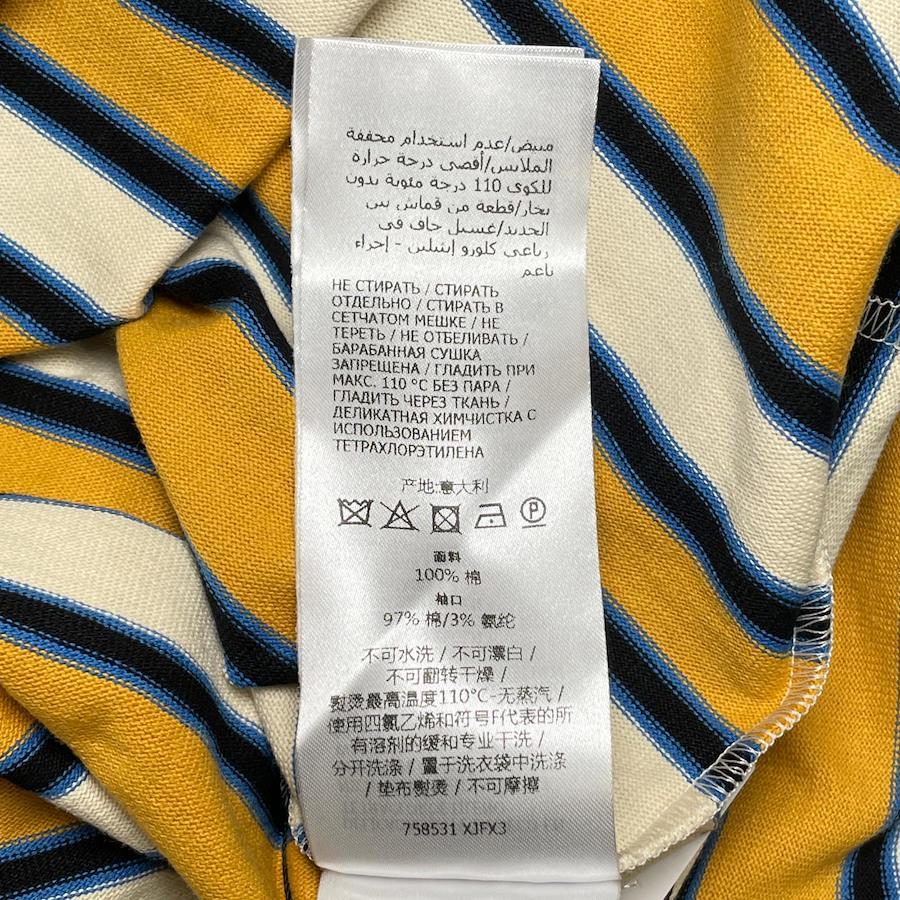 مبيض/عدم استخدام مجففة
الملابس/أقصى درجة حرارة
للكوي 110 درجة مئوية بدون
بخار/قطعة من قماش بين
الحديد/غسيل جاف في
رباعي كلورو إيثيلين - إجراء
ناعم
НЕ СТИРАТЬ / СТИРАТЬ
ОТДЕЛЬНО / СТИРАТЬ В
СЕТЧАТОМ МЕШКЕ / НЕ
ТЕРЕТЬ / НЕ ОТБЕЛИВАТЬ /
БАРАБАННАЯ СУШКА
ЗАПРЕЩЕНА / ГЛАДИТЬ ПРИ
МАКС. 110 °C БЕЗ ПАРА /
ГЛАДИТЬ ЧЕРЕЗ ТКАНЬ /
ДЕЛИКАТНАЯ ХИМЧИСТКА С
ИСПОЛЬЗОВАНИЕМ
ТЕТРАХЛОРЭТИЛЕНА
产地:意大利
P
面料
100% 棉
袖口
97% 棉/3% 氨纶
不可水洗 / 不可漂白 /
不可翻转干燥 /
熨烫最高温度110°C-无蒸汽 /
使用四氯乙烯和符号F代表的所
有溶剂的缓和专业干洗 /
分开洗涤 / 置于洗衣袋中洗涤
/ 垫布熨烫 / 不可摩擦
758531 XJFX3